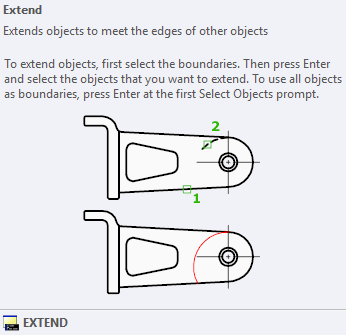 Extend
Extends objects to meet the edges of other objects
To extend objects, first select the boundaries. Then press Enter
and select the objects that you want to extend. To use all objects
as boundaries, press Enter at the first Select Objects prompt.
2
1
EXTEND